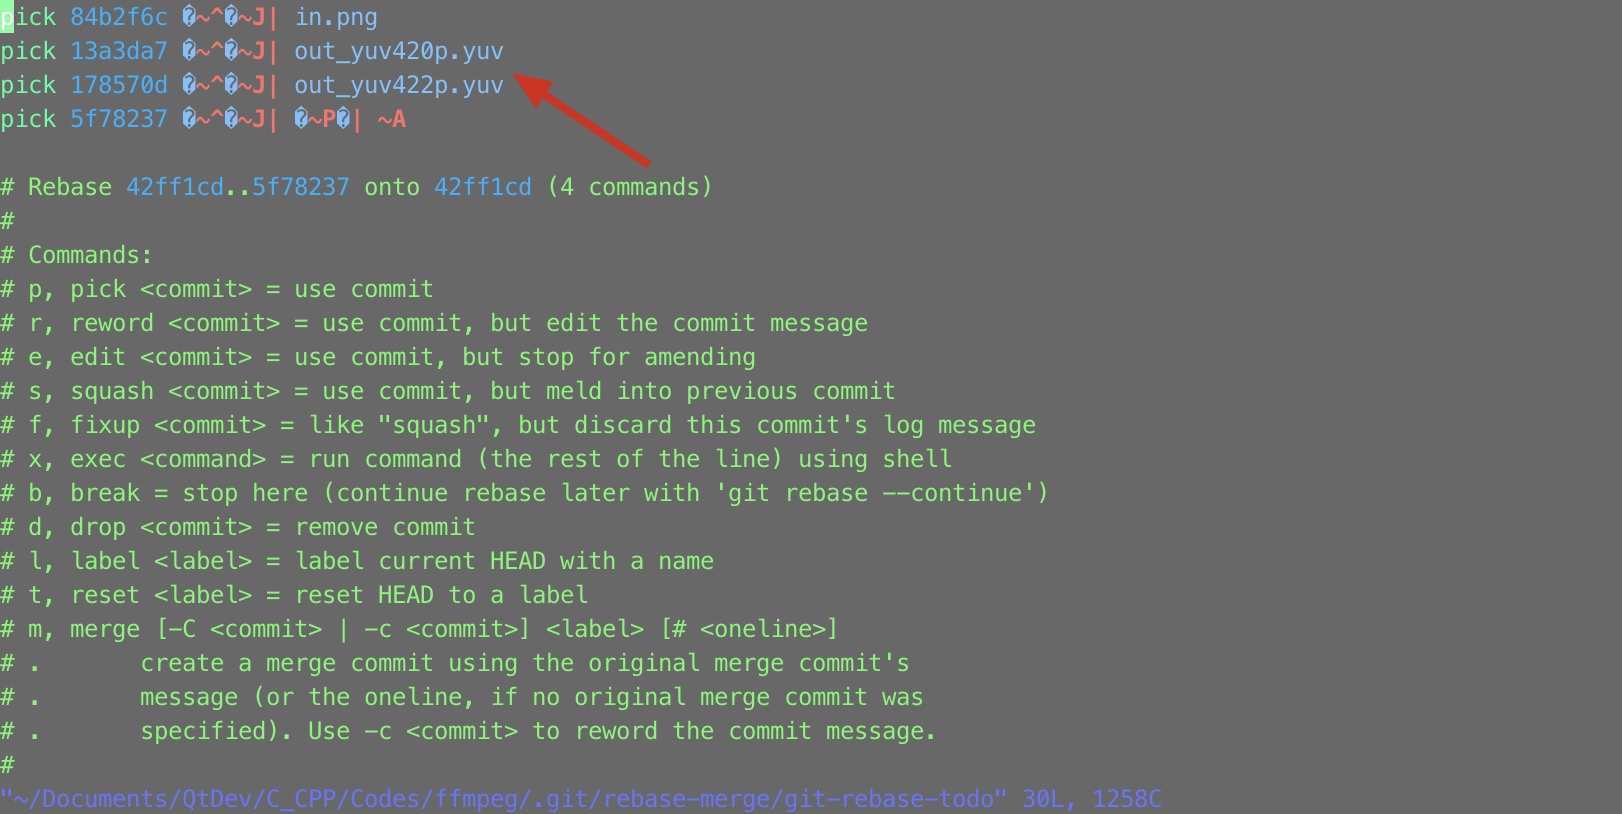 pick 84b2f6c �~^�~J| in.png
pick 13a3da7 �~^�~J| out_yuv420p.yuv
pick 178570d �~^�~J| out_yuv422p.yuv
pick 5f78237 �~^�~J| �~P�| ~A
# Rebase 42ff1cd..5f78237 onto 42ff1cd (4 commands)
#
# Commands:
# p, pick <commit> = use commit
# r, reword <commit> = use commit, but edit the commit message
# e, edit <commit> = use commit, but stop for amending
# s, squash <commit> = use commit, but meld into previous commit
# f, fixup <commit> = like "squash", but discard this commit's log message
# x, exec <command> = run command (the rest of the line) using shell
# b, break = stop here (continue rebase later with 'git rebase --continue')
# d, drop <commit> = remove commit
# l, label <label> = label current HEAD with a name
# t, reset <label> = reset HEAD to a label
# m, merge [-C <commit> | -c <commit>] <label> [# <oneline>]
# .       create a merge commit using the original merge commit's
# .       message (or the oneline, if no original merge commit was
# .       specified). Use -c <commit> to reword the commit message.
#
"~/Documents/QtDev/C_CPP/Codes/ffmpeg/.git/rebase-merge/git-rebase-todo" 30L, 1258C